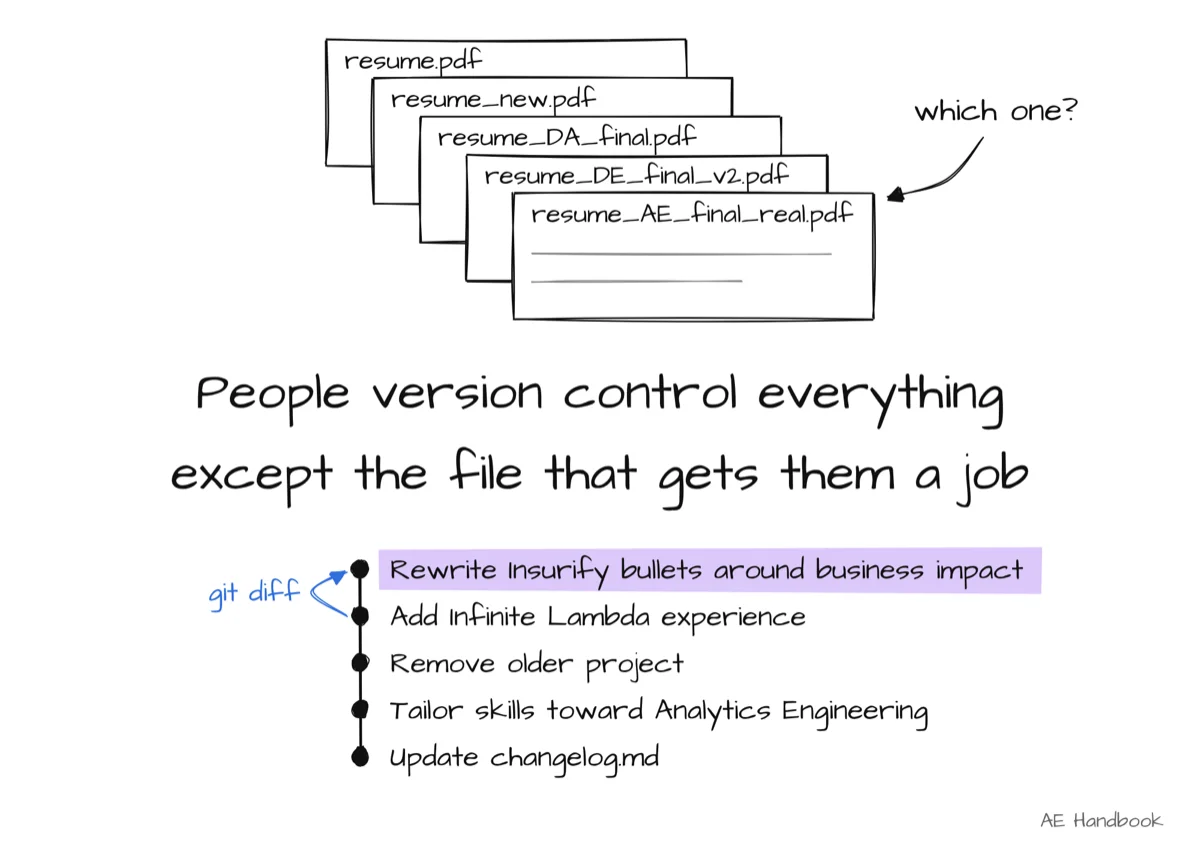 resume.pdf
resume_new.pdf
resume_DA_final.pdf
resume_DE_final_v2.pdf
resume_AE_final_real.pdf
which one?
People version control everything
except the file that gets them a job
git diff
Rewrite Insurify bullets around business impact
Add Infinite Lambda experience
Remove older project
Tailor skills toward Analytics Engineering
Update changelog.md
AE Handbook